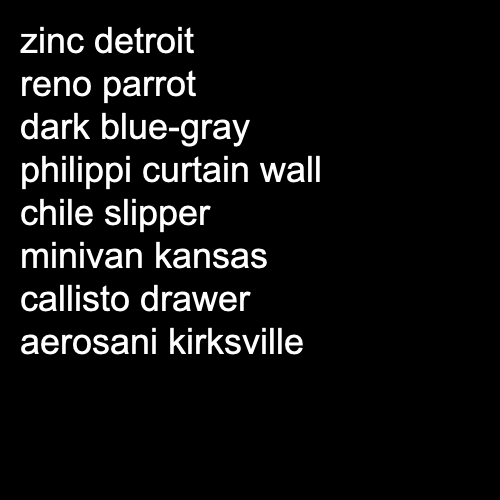 zinc detroit
reno parrot
dark blue-gray
philippi curtain wall
chile slipper
minivan kansas
callisto drawer
aerosani kirksville